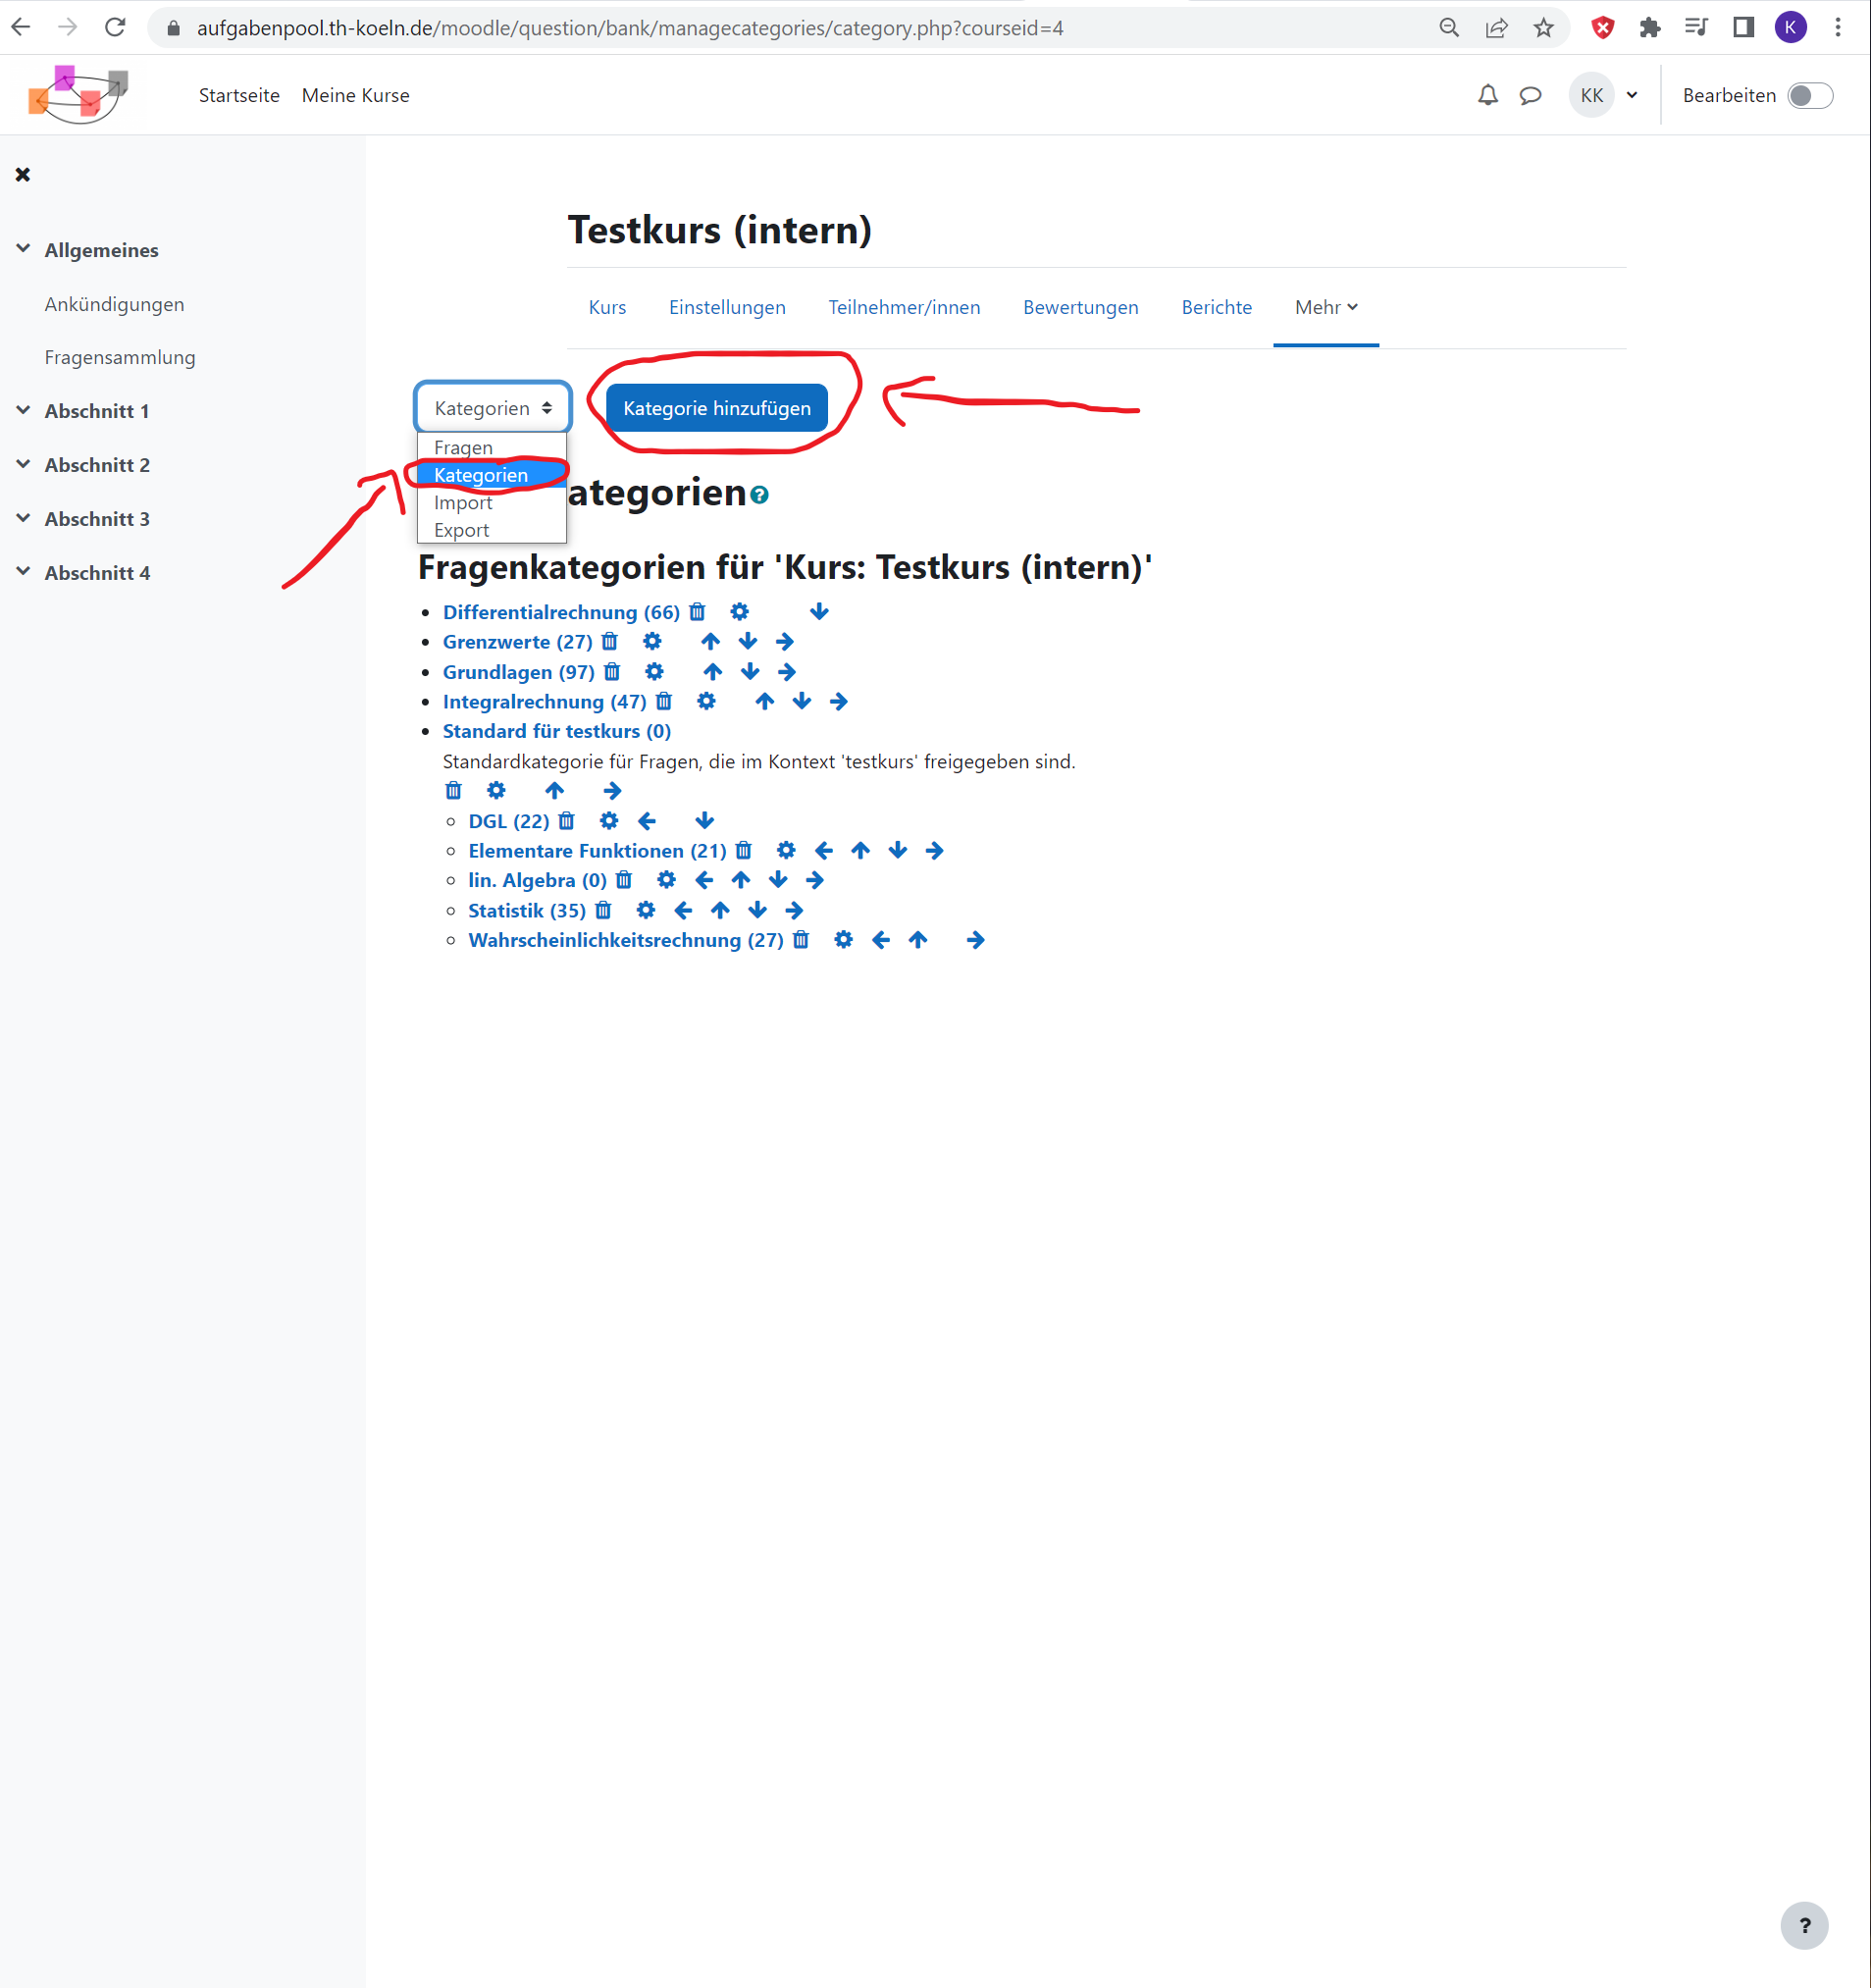 aufgabenpool.th-koeln.de/moodle/question/bank/managecategories/category.php?courseid=4
K
Startseite Meine Kurse
KK
Bearbeiten
Allgemeines
Ankündigungen
Fragensammlung
Abschnitt 1
Abschnitt 2
Abschnitt 3
Abschnitt 4
Testkurs (intern)
Kurs Einstellungen Teilnehmer/innen Bewertungen Berichte Mehr
Kategorien
Kategorie hinzufügen
Fragen
Kategorien
Import
Export
ategorien
Fragenkategorien für 'Kurs: Testkurs (intern)'
Differentialrechnung (66)
Grenzwerte (27)
Grundlagen (97)
Integralrechnung (47)
Standard für testkurs (0)
Standardkategorie für Fragen, die im Kontext 'testkurs' freigegeben sind.
DGL (22)
Elementare Funktionen (21)
lin. Algebra (0)
Statistik (35)
Wahrscheinlichkeitsrechnung (27)
?